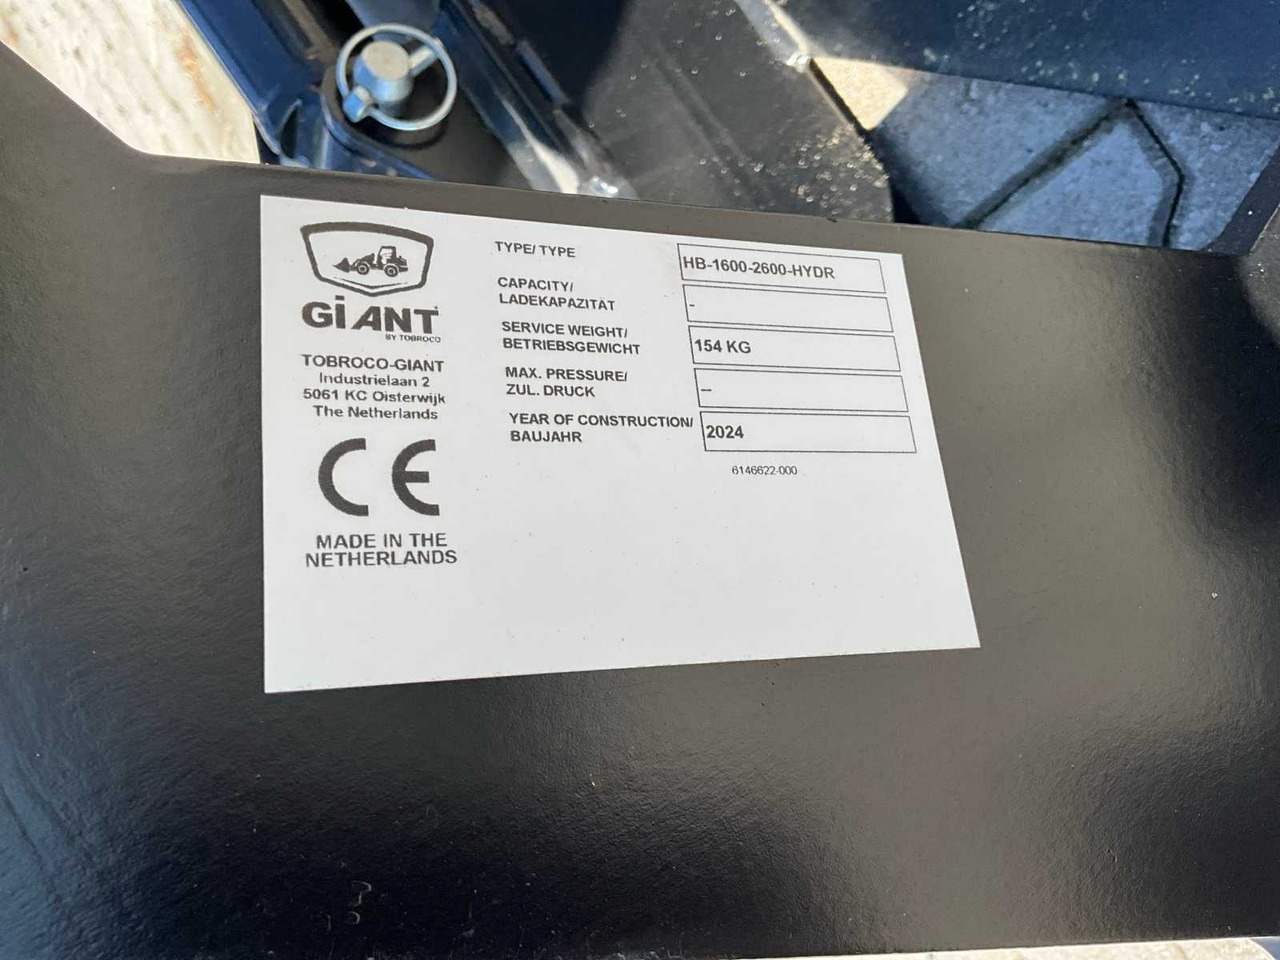 GiANT
BY TOBROCO
TOBROCO-GIANT
Industrielaan 2
5061 KC Oisterwijk
The Netherlands
CE
MADE IN THE
NETHERLANDS
TYPE/ TYPE
HB-1600-2600-HYDR
CAPACITY/
LADEKAPAZITÄT
-
SERVICE WEIGHT/
BETRIEBSGEWICHT
154 KG
MAX. PRESSURE/
ZUL. DRUCK
--
YEAR OF CONSTRUCTION/
BAUJAHR
2024
6146622-000